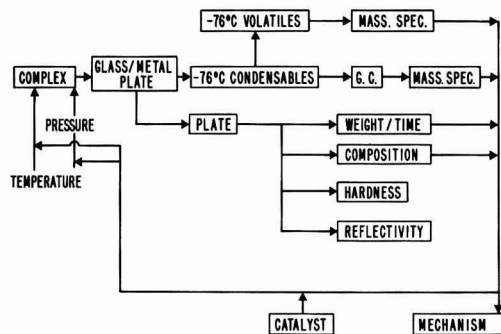 -76°C VOLATILES
MASS. SPEC.
GLASS/METAL
PLATE
COMPLEX
-76°C CONDENSABLES
G.C.
MASS. SPEC.
PRESSURE
PLATE
WEIGHT/TIME
COMPOSITION
TEMPERATURE
HARDNESS
REFLECTIVITY
CATALYST
MECHANISM